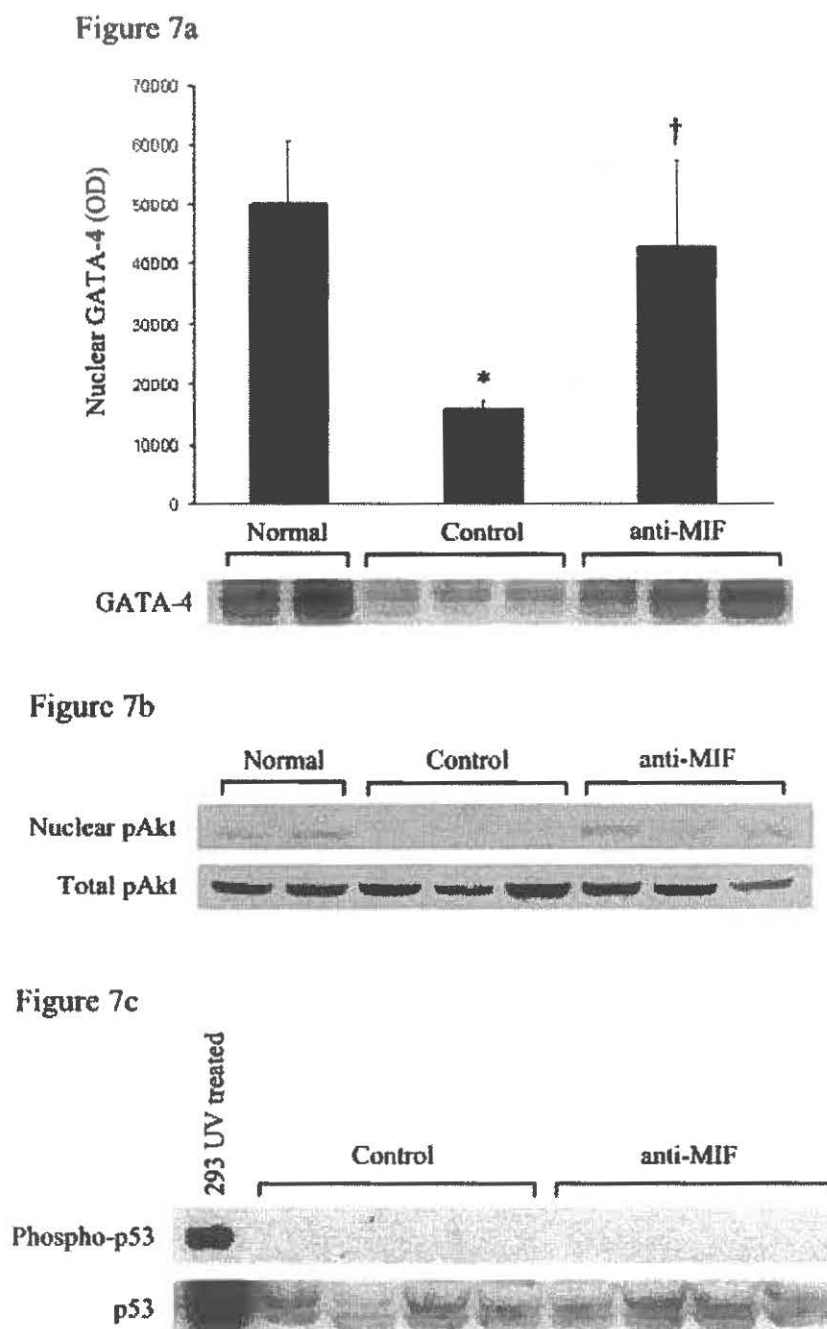 Figure 7a
Nuclear GATA-4 (OD)
70000
60000
50000
40000
30000
20000
10000
0
†
*
Normal Control anti-MIF
GATA-4
Figure 7b
Normal Control anti-MIF
Nuclear pAkt
Total pAkt
Figure 7c
293 UV treated
Control anti-MIF
Phospho-p53
p53